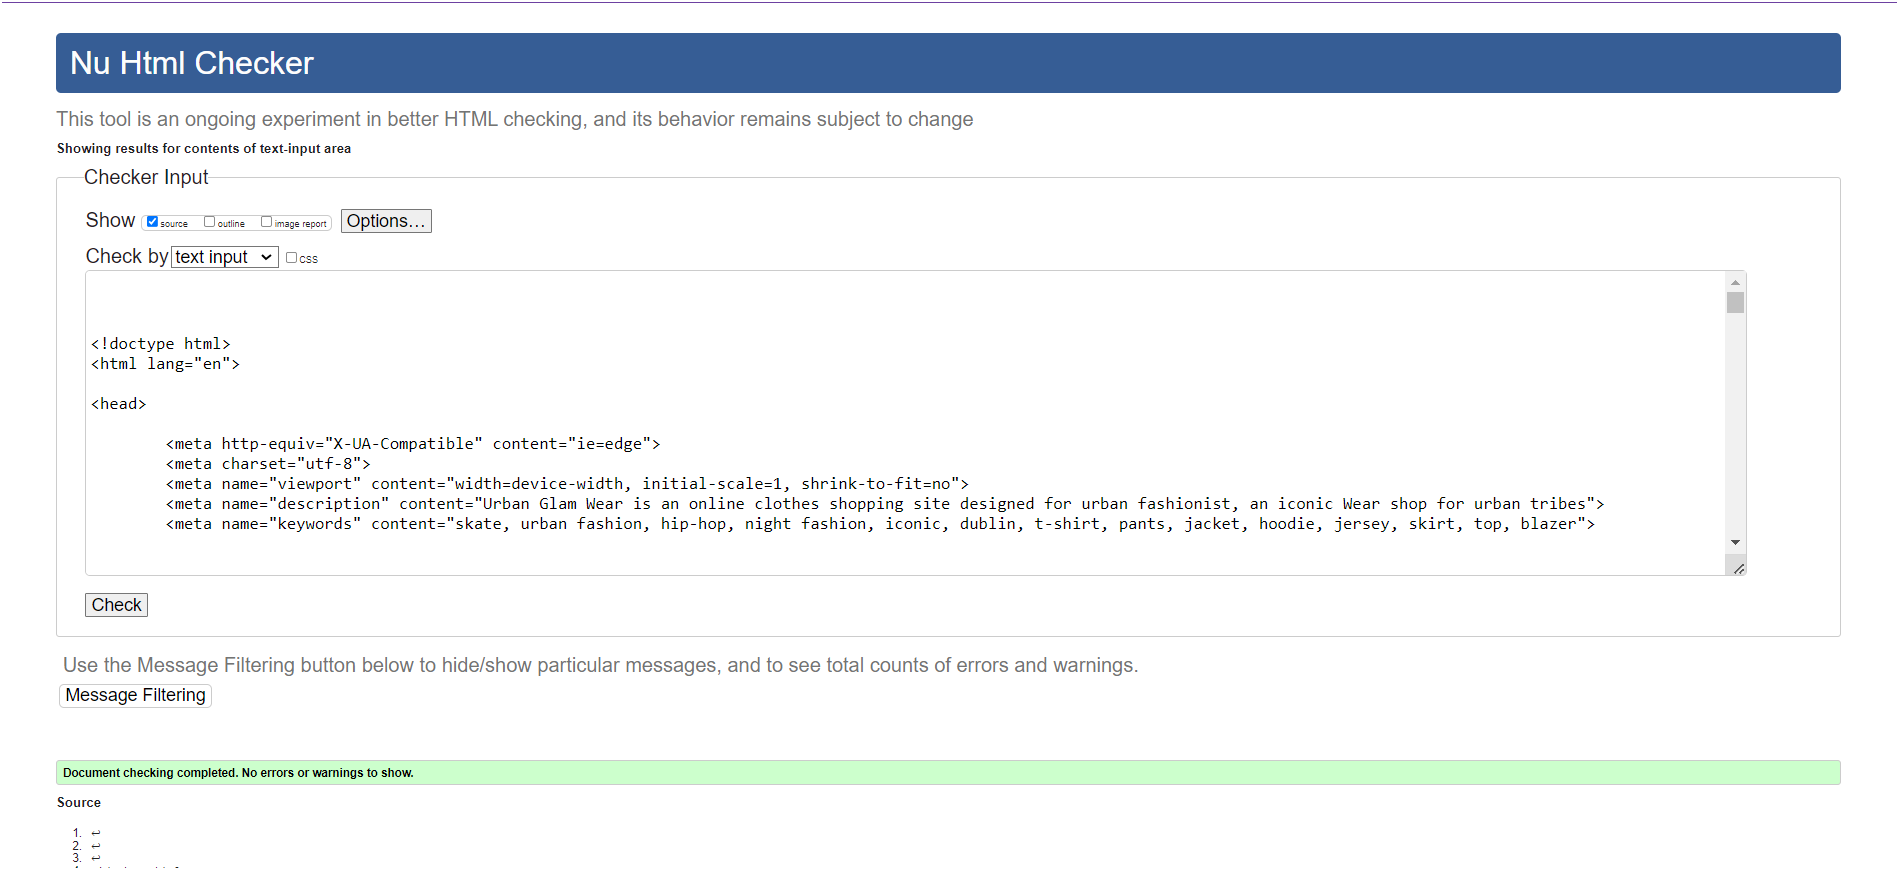 Nu Html Checker
This tool is an ongoing experiment in better HTML checking, and its behavior remains subject to change
Showing results for contents of text-input area
Checker Input
Show source outline image report Options...
Check by text input css
<!doctype html>
<html lang="en">
<head>
<meta http-equiv="X-UA-Compatible" content="ie=edge">
<meta charset="utf-8">
<meta name="viewport" content="width=device-width, initial-scale=1, shrink-to-fit=no">
<meta name="description" content="Urban Glam Wear is an online clothes shopping site designed for urban fashionist, an iconic Wear shop for urban tribes">
<meta name="keywords" content="skate, urban fashion, hip-hop, night fashion, iconic, dublin, t-shirt, pants, jacket, hoodie, jersey, skirt, top, blazer">
Check
Use the Message Filtering button below to hide/show particular messages, and to see total counts of errors and warnings.
Message Filtering
Document checking completed. No errors or warnings to show.
Source
1. ↩
2. ↩
3. ↩